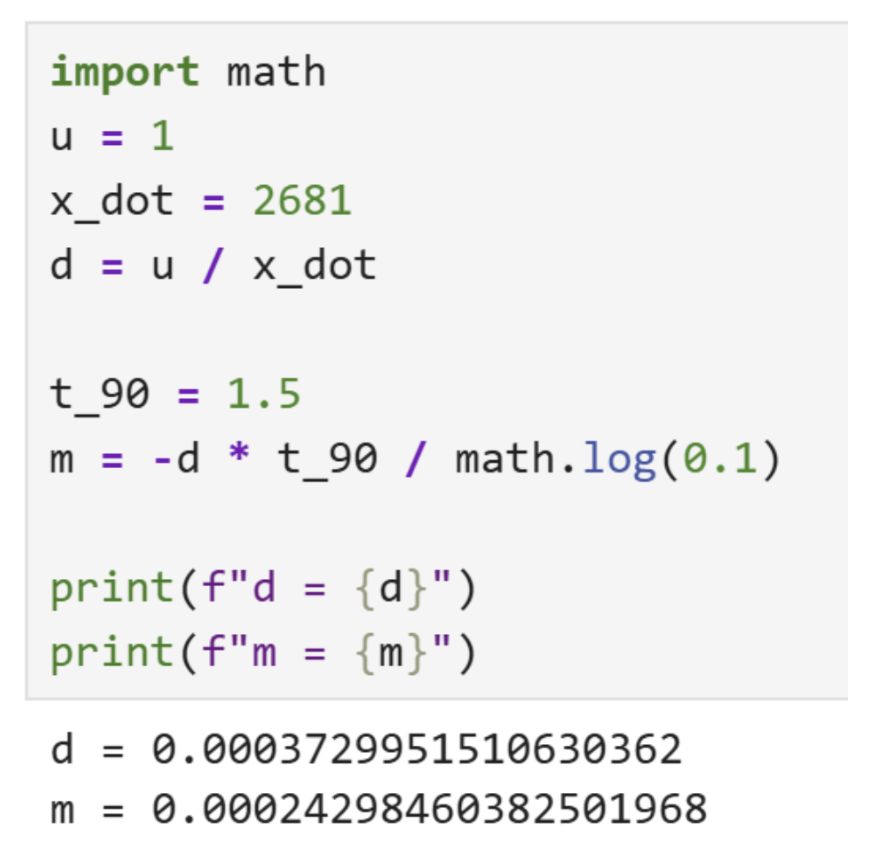 import math
u = 1
x_dot = 2681
d = u / x_dot
t_90 = 1.5
m = -d * t_90 / math.log(0.1)
print(f"d = {d}")
print(f"m = {m}")
d = 0.0003729951510630362
m = 0.00024298460382501968